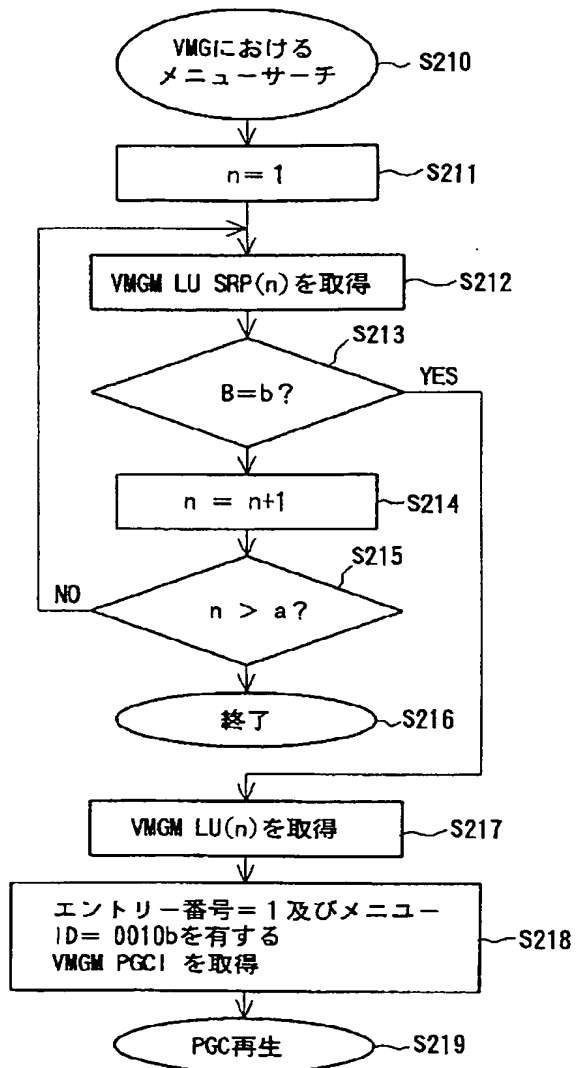 VMGにおける
メニューサーチ
S210
n=1
S211
VMGM LU SRP(n)を取得
S212
S213
B=b?
YES
n = n+1
S214
S215
NO
n > a?
終了
S216
VMGM LU(n)を取得
S217
エントリー番号=1及びメニュー
ID=0010bを有する
VMGM PGCI を取得
S218
PGC再生
S219